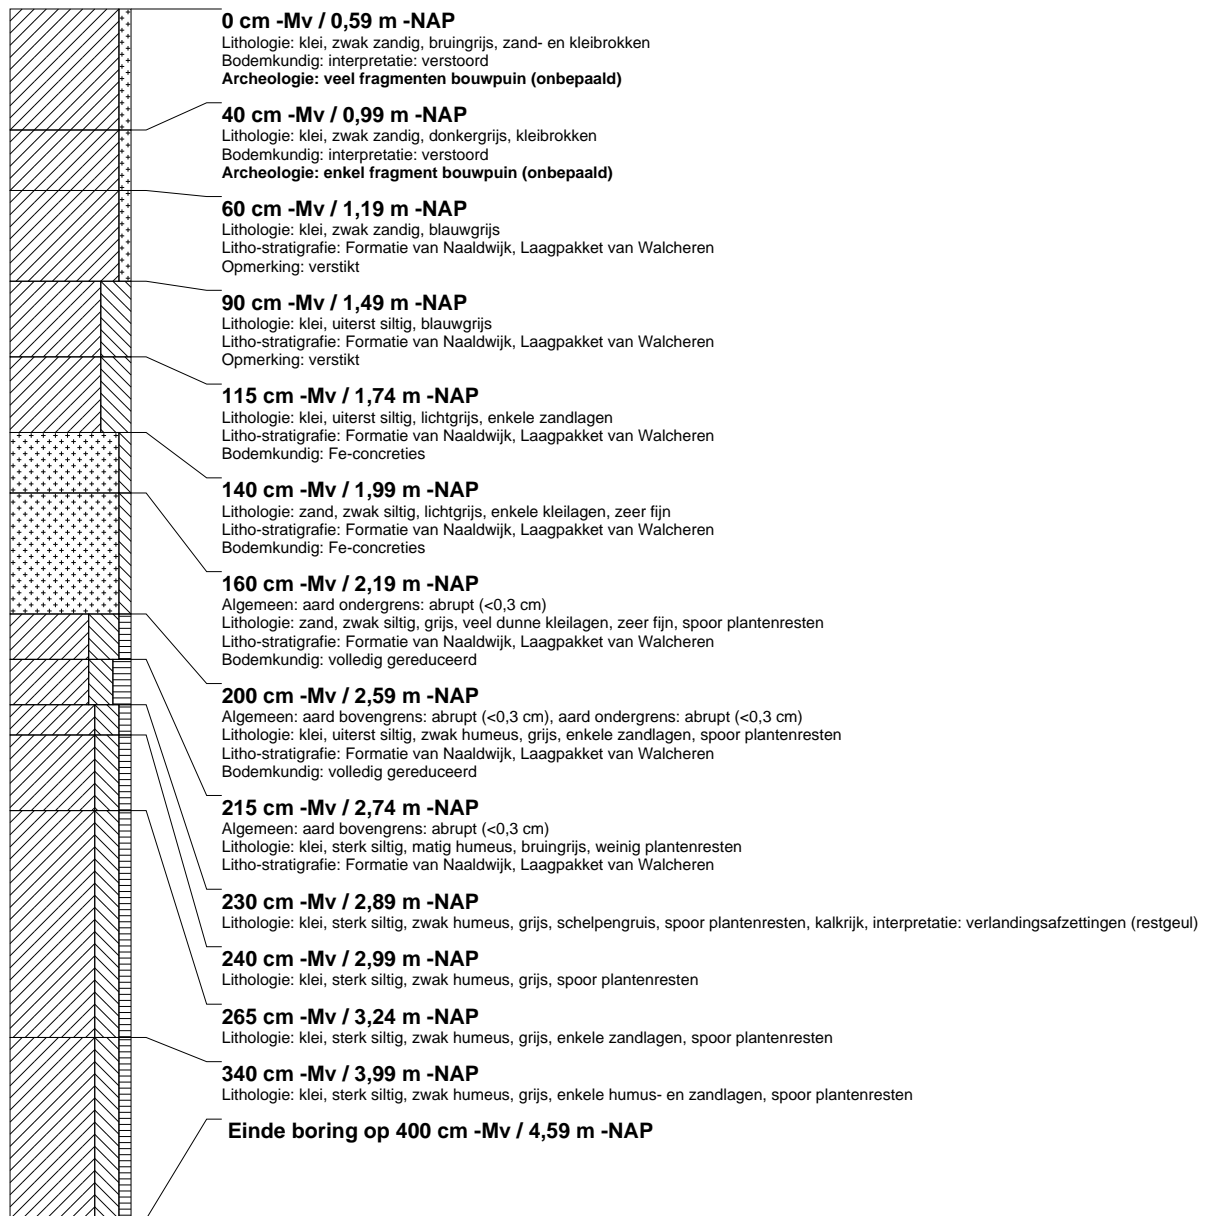 0 cm -Mv / 0,59 m -NAP
Lithologie: klei, zwak zandig, bruingrijs, zand- en kleibrokken
Bodemkundig: interpretatie: verstoord
Archeologie: veel fragmenten bouwpuin (onbepaald)
40 cm -Mv / 0,99 m -NAP
Lithologie: klei, zwak zandig, donkergrijs, kleibrokken
Bodemkundig: interpretatie: verstoord
Archeologie: enkel fragment bouwpuin (onbepaald)
60 cm -Mv / 1,19 m -NAP
Lithologie: klei, zwak zandig, blauwgrijs
Litho-stratigrafie: Formatie van Naaldwijk, Laagpakket van Walcheren
Opmerking: verstikt
90 cm -Mv / 1,49 m -NAP
Lithologie: klei, uiterst siltig, blauwgrijs
Litho-stratigrafie: Formatie van Naaldwijk, Laagpakket van Walcheren
Opmerking: verstikt
115 cm -Mv / 1,74 m -NAP
Lithologie: klei, uiterst siltig, lichtgrijs, enkele zandlagen
Litho-stratigrafie: Formatie van Naaldwijk, Laagpakket van Walcheren
Bodemkundig: Fe-concreties
140 cm -Mv / 1,99 m -NAP
Lithologie: zand, zwak siltig, lichtgrijs, enkele kleilagen, zeer fijn
Litho-stratigrafie: Formatie van Naaldwijk, Laagpakket van Walcheren
Bodemkundig: Fe-concreties
160 cm -Mv / 2,19 m -NAP
Algemeen: aard ondergrens: abrupt (<0,3 cm)
Lithologie: zand, zwak siltig, grijs, veel dunne kleilagen, zeer fijn, spoor plantenresten
Litho-stratigrafie: Formatie van Naaldwijk, Laagpakket van Walcheren
Bodemkundig: volledig gereduceerd
200 cm -Mv / 2,59 m -NAP
Algemeen: aard bovengrens: abrupt (<0,3 cm), aard ondergrens: abrupt (<0,3 cm)
Lithologie: klei, uiterst siltig, zwak humeus, grijs, enkele zandlagen, spoor plantenresten
Litho-stratigrafie: Formatie van Naaldwijk, Laagpakket van Walcheren
Bodemkundig: volledig gereduceerd
215 cm -Mv / 2,74 m -NAP
Algemeen: aard bovengrens: abrupt (<0,3 cm)
Lithologie: klei, sterk siltig, matig humeus, bruingrijs, weinig plantenresten
Litho-stratigrafie: Formatie van Naaldwijk, Laagpakket van Walcheren
230 cm -Mv / 2,89 m -NAP
Lithologie: klei, sterk siltig, zwak humeus, grijs, schelpengruis, spoor plantenresten, kalkrijk, interpretatie: verlandingsafzettingen (restgeul)
240 cm -Mv / 2,99 m -NAP
Lithologie: klei, sterk siltig, zwak humeus, grijs, spoor plantenresten
265 cm -Mv / 3,24 m -NAP
Lithologie: klei, sterk siltig, zwak humeus, grijs, enkele zandlagen, spoor plantenresten
340 cm -Mv / 3,99 m -NAP
Lithologie: klei, sterk siltig, zwak humeus, grijs, enkele humus- en zandlagen, spoor plantenresten
Einde boring op 400 cm -Mv / 4,59 m -NAP